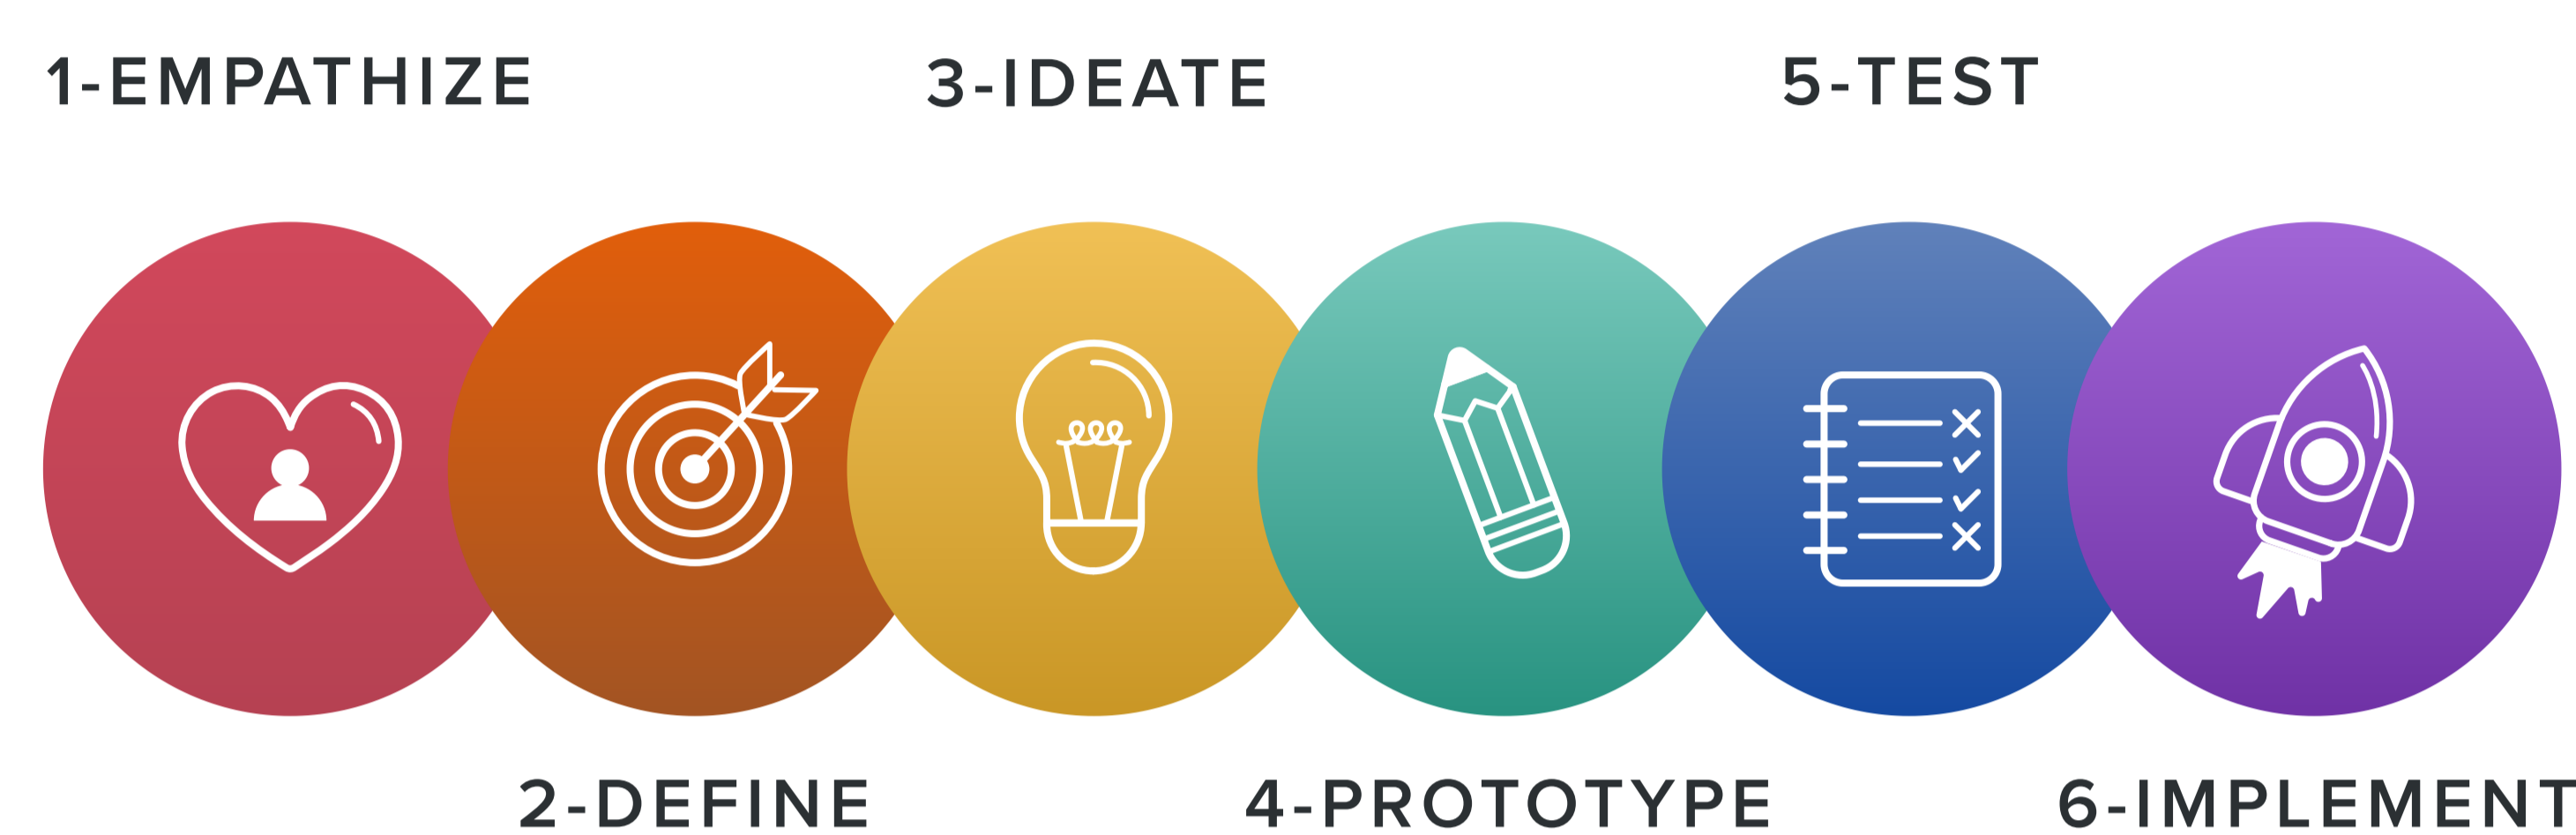 1-EMPATHIZE
2-DEFINE
3-IDEATE
4-PROTOTYPE
5-TEST
6-IMPLEMENT